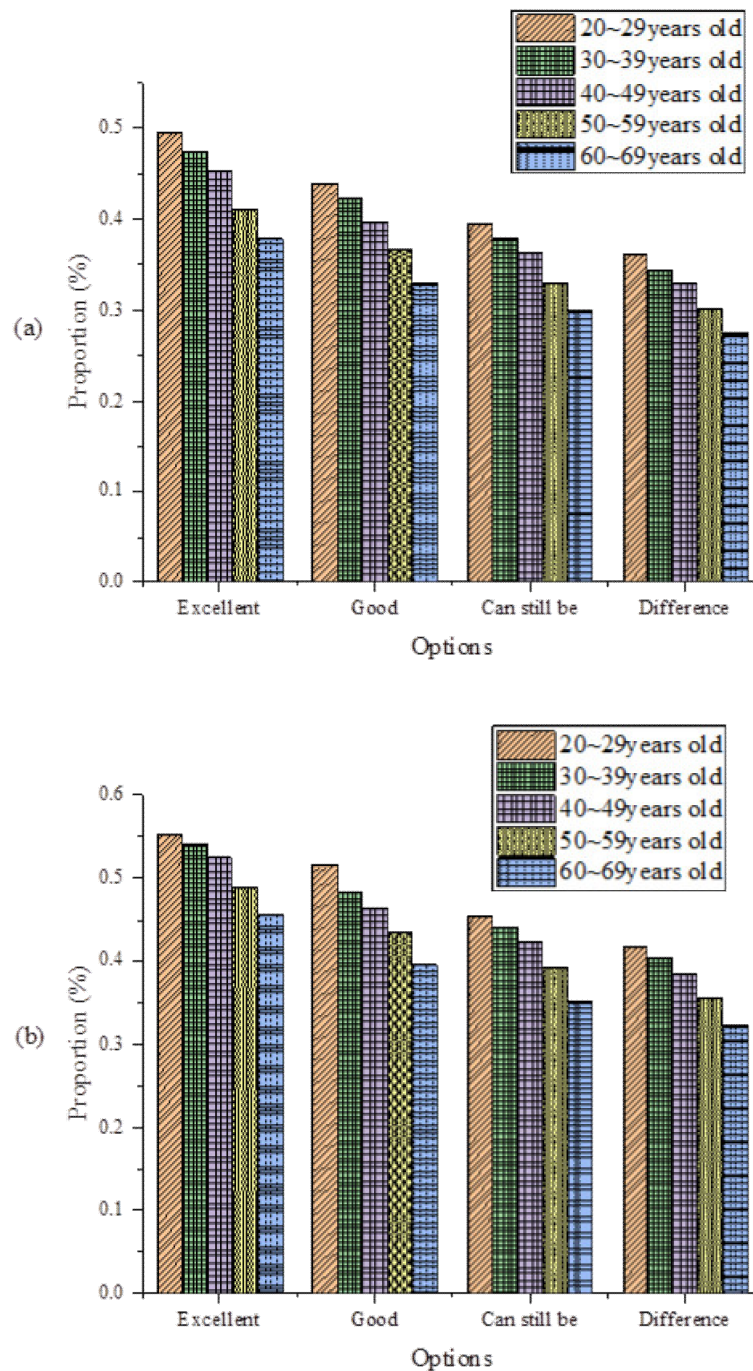 20~29years old
30~39years old
40~49years old
50~59years old
60~69years old
0.5
0.4
0.3
0.2
0.1
0.0
Proportion (%)
(a)
Excellent Good Can still be Difference
Options
20~29years old
30~39years old
40~49years old
50~59years old
60~69years old
0.6
0.5
0.4
0.3
0.2
0.1
0.0
Proportion (%)
(b)
Excellent Good Can still be Difference
Options